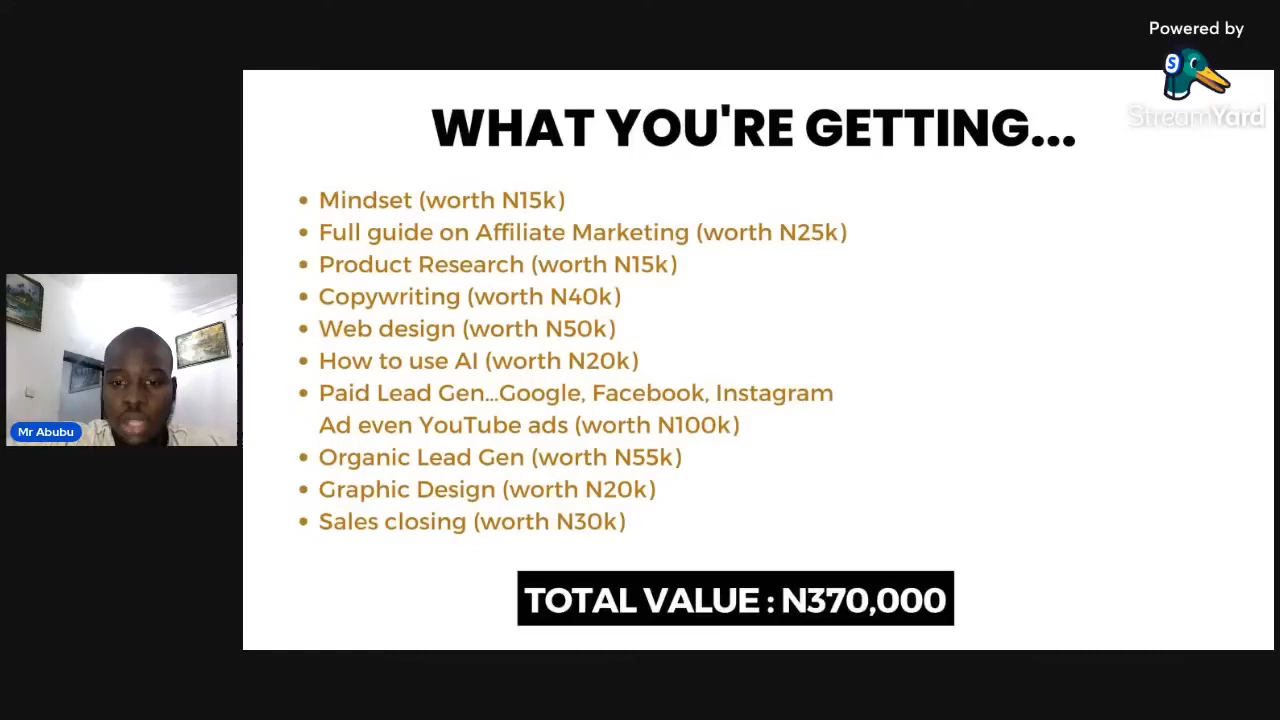 Powered by
StreamYard
WHAT YOU'RE GETTING...
• Mindset (worth N15k)
• Full guide on Affiliate Marketing (worth N25k)
• Product Research (worth N15k)
• Copywriting (worth N40k)
• Web design (worth N50k)
• How to use AI (worth N20k)
• Paid Lead Gen...Google, Facebook, Instagram
Ad even YouTube ads (worth N100k)
• Organic Lead Gen (worth N55k)
• Graphic Design (worth N20k)
• Sales closing (worth N30k)
TOTAL VALUE : N370,000
Mr Abubu